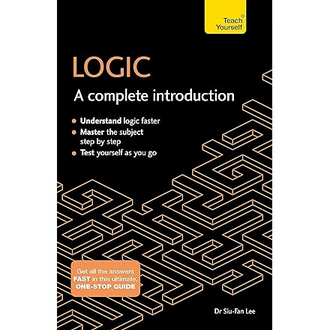 Teach
Yourself
LOGIC
A complete introduction
Understand logic faster
Master the subject
step by step
Test yourself as you go
Get all the answers
FAST in this ultimate,
ONE-STOP GUIDE
Dr Siu-Fan Lee